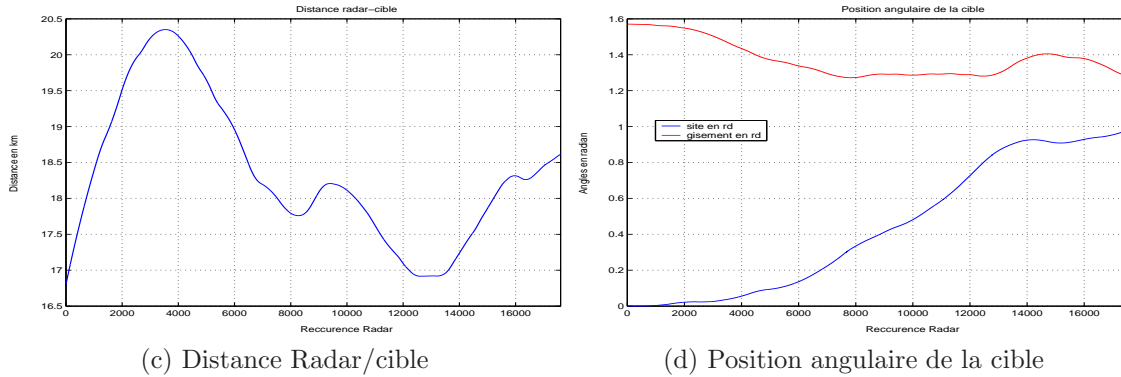 Distance radar–cible
20.5
20
19.5
19
18.5
18
17.5
17
16.5
Distance en km
0 2000 4000 6000 8000 10000 12000 14000 16000
Reccurence Radar
(c) Distance Radar/cible
Position angulaire de la cible
1.6
1.4
1.2
1
0.8
0.6
0.4
0.2
0
Angles en radian
site en rd
gisement en rd
0 2000 4000 6000 8000 10000 12000 14000 16000
Reccurence Radar
(d) Position angulaire de la cible